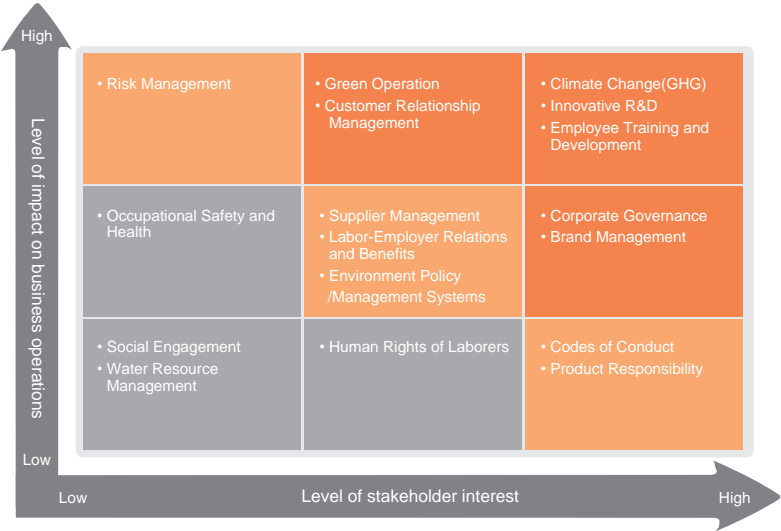 High
Level of impact on business operations
Low
• Risk Management
• Green Operation
• Customer Relationship
Management
• Climate Change(GHG)
• Innovative R&D
• Employee Training and
Development
• Occupational Safety and
Health
• Supplier Management
• Labor-Employer Relations
and Benefits
• Environment Policy
/Management Systems
• Corporate Governance
• Brand Management
• Social Engagement
• Water Resource
Management
• Human Rights of Laborers
• Codes of Conduct
• Product Responsibility
Low
Level of stakeholder interest
High